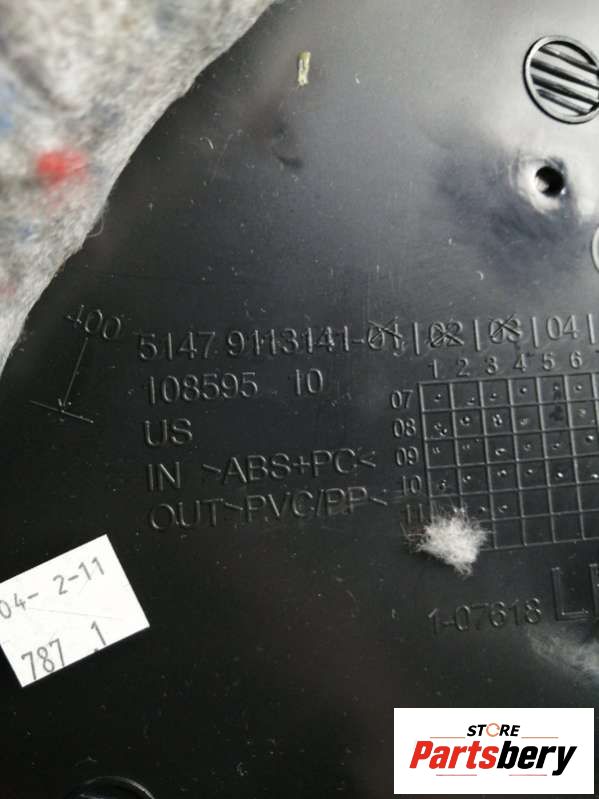 400
5147 9113141-01 | 02 | 03 | 04 |
108595 10
US
IN >ABS+PC<
OUT>PVC/PP<
1 2 3 4 5 6
07
08
09
10
11
1-07618
04- 2-11
787 1
STORE
Partsbery